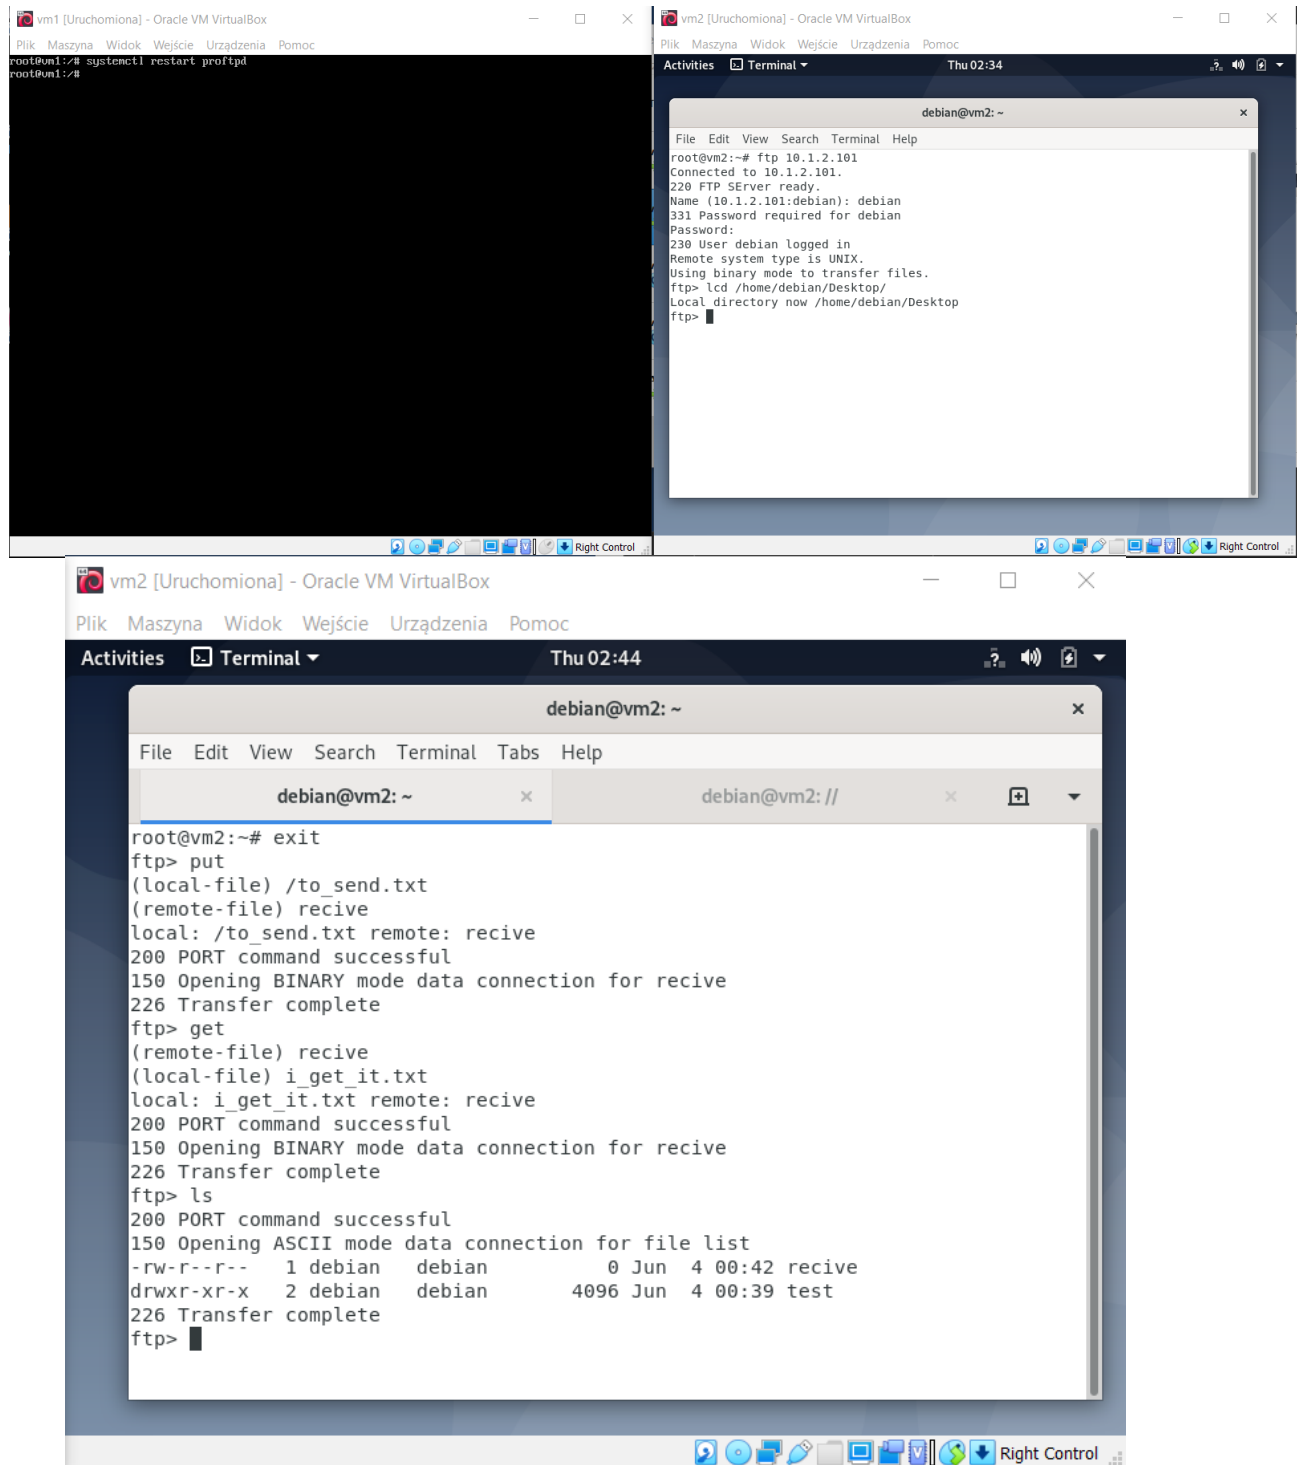 vm1 [Uruchomiona] - Oracle VM VirtualBox
Plik Maszyna Widok Wejście Urządzenia Pomoc
root@vm1:/# systemctl restart proftpd
root@vm1:/#
Right Control
vm2 [Uruchomiona] - Oracle VM VirtualBox
Plik Maszyna Widok Wejście Urządzenia Pomoc
Activities Terminal Thu 02:34
debian@vm2: ~
File Edit View Search Terminal Help
root@vm2:~# ftp 10.1.2.101
Connected to 10.1.2.101.
220 FTP SErver ready.
Name (10.1.2.101:debian): debian
331 Password required for debian
Password:
230 User debian logged in
Remote system type is UNIX.
Using binary mode to transfer files.
ftp> lcd /home/debian/Desktop/
Local directory now /home/debian/Desktop
ftp>
Right Control
vm2 [Uruchomiona] - Oracle VM VirtualBox
Plik Maszyna Widok Wejście Urządzenia Pomoc
Activities Terminal Thu 02:44
debian@vm2: ~
File Edit View Search Terminal Tabs Help
debian@vm2: ~ debian@vm2: //
root@vm2:~# exit
ftp> put
(local-file) /to_send.txt
(remote-file) recive
local: /to_send.txt remote: recive
200 PORT command successful
150 Opening BINARY mode data connection for recive
226 Transfer complete
ftp> get
(remote-file) recive
(local-file) i_get_it.txt
local: i_get_it.txt remote: recive
200 PORT command successful
150 Opening BINARY mode data connection for recive
226 Transfer complete
ftp> ls
200 PORT command successful
150 Opening ASCII mode data connection for file list
-rw-r--r-- 1 debian debian 0 Jun 4 00:42 recive
drwxr-xr-x 2 debian debian 4096 Jun 4 00:39 test
226 Transfer complete
ftp>
Right Control